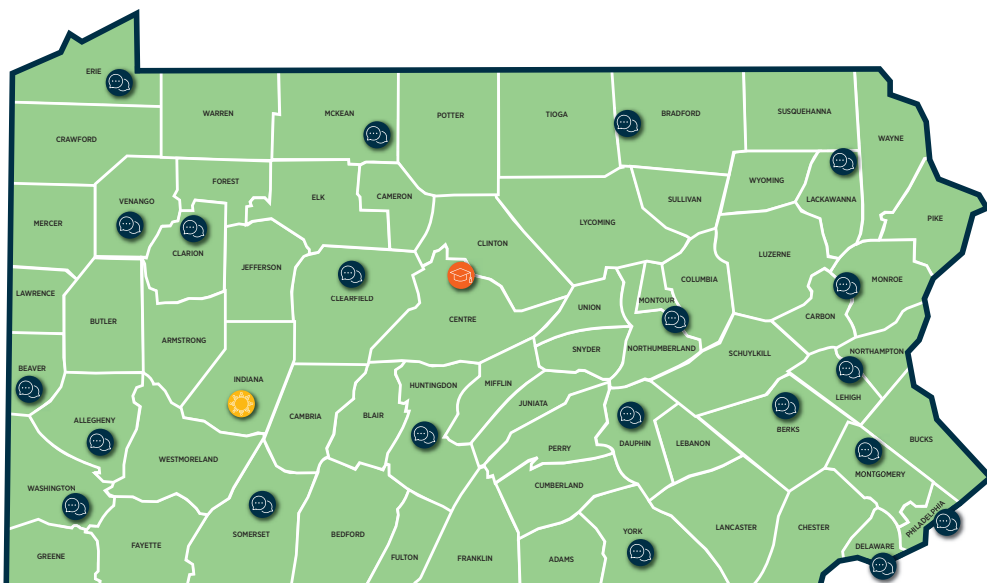 ERIE
WARREN
MCKEAN
POTTER
TIOGA
BRADFORD
SUSQUEHANNA
WAYNE
CRAWFORD
FOREST
ELK
CAMERON
WYOMING
LACKAWANNA
VENANGO
SULLIVAN
PIKE
MERCER
CLARION
CLINTON
LYCOMING
JEFFERSON
LUZERNE
CLEARFIELD
COLUMBIA
MONROE
LAWRENCE
MONTOUR
UNION
CARBON
BUTLER
CENTRE
ARMSTRONG
SNYDER
NORTHUMBERLAND
SCHUYLKILL
NORTHAMPTON
BEAVER
INDIANA
HUNTINGDON
MIFFLIN
LEHIGH
JUNIATA
ALLEGHENY
CAMBRIA
BLAIR
BERKS
PERRY
DAUPHIN
LEBANON
BUCKS
WESTMORELAND
MONTGOMERY
WASHINGTON
CUMBERLAND
PHILADELPHIA
SOMERSET
BEDFORD
YORK
LANCASTER
CHESTER
FAYETTE
DELAWARE
GREENE
FULTON
FRANKLIN
ADAMS